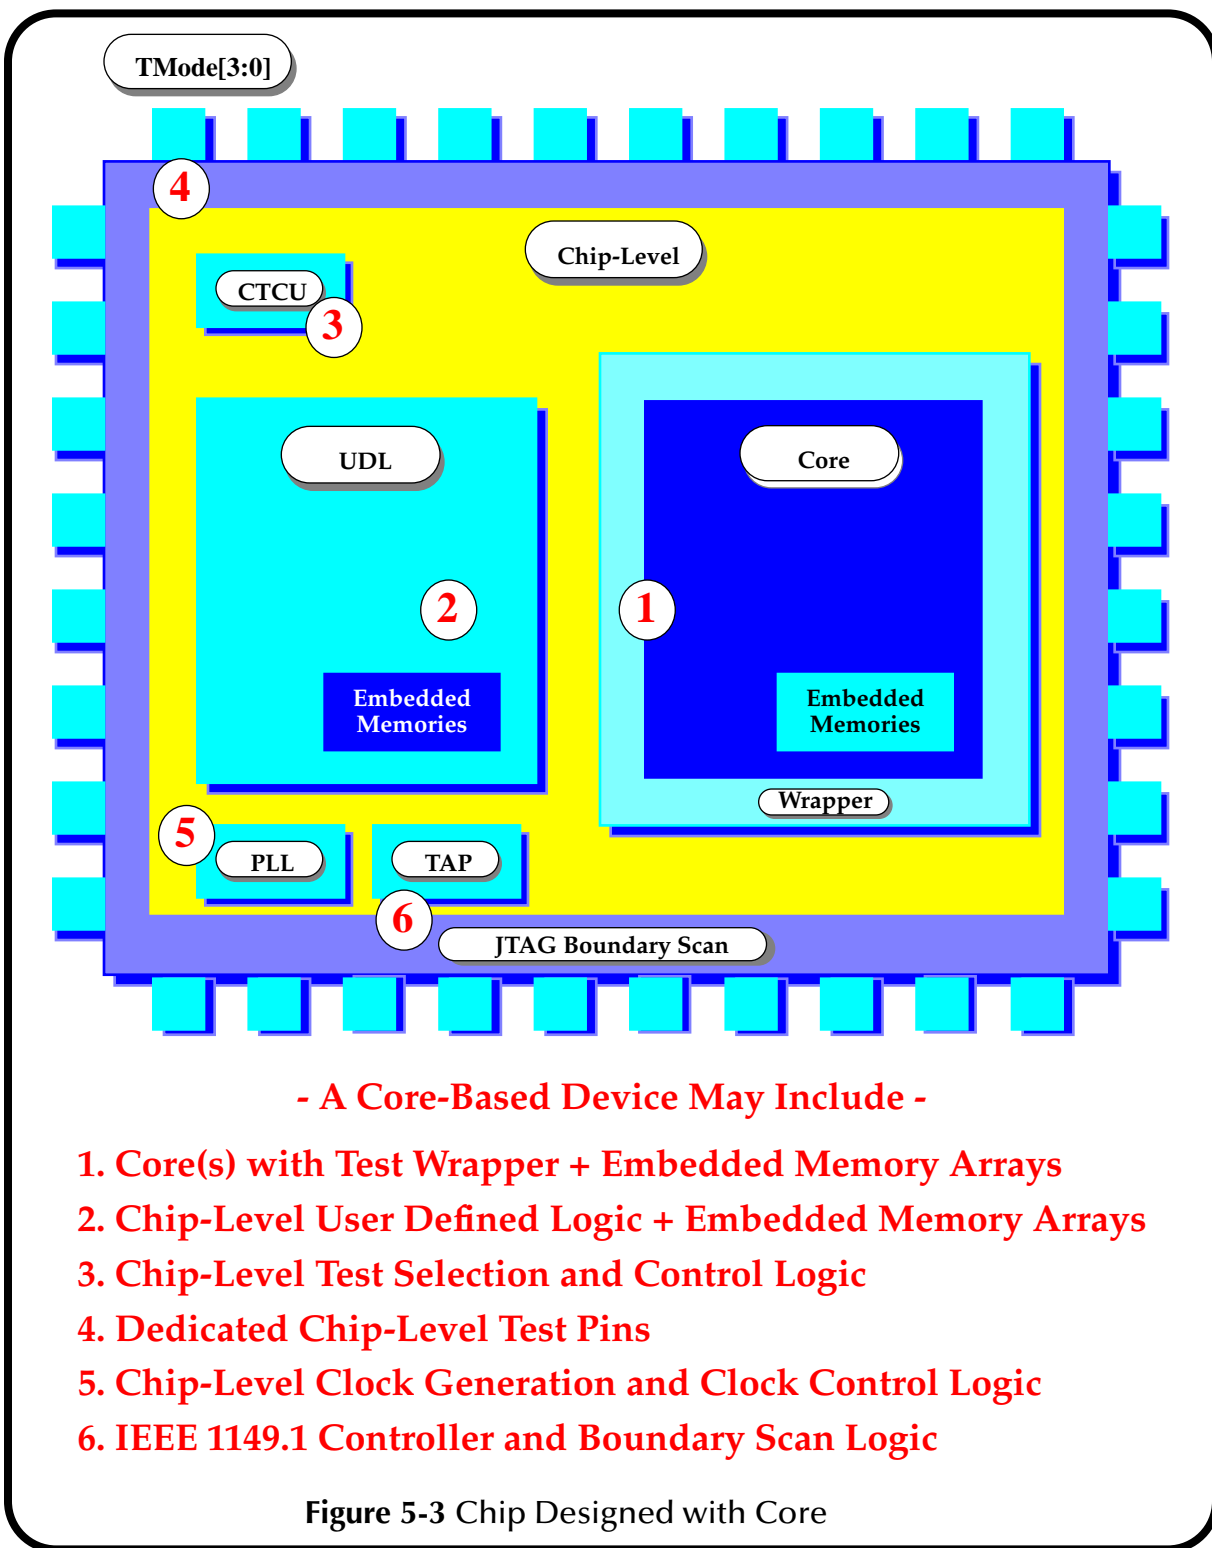 TMode[3:0]
4
Chip-Level
CTCU
3
UDL
Core
2
1
Embedded
Memories
Embedded
Memories
Wrapper
5
PLL
TAP
6
JTAG Boundary Scan
- A Core-Based Device May Include -
1. Core(s) with Test Wrapper + Embedded Memory Arrays
2. Chip-Level User Defined Logic + Embedded Memory Arrays
3. Chip-Level Test Selection and Control Logic
4. Dedicated Chip-Level Test Pins
5. Chip-Level Clock Generation and Clock Control Logic
6. IEEE 1149.1 Controller and Boundary Scan Logic
Figure 5-3 Chip Designed with Core